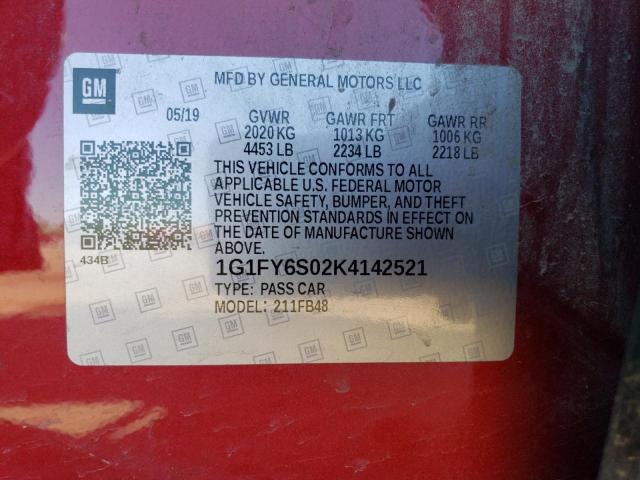 GM
MFD BY GENERAL MOTORS LLC
05/19 GVWR GAWR FRT GAWR RR
2020 KG 1013 KG 1006 KG
4453 LB 2234 LB 2218 LB
THIS VEHICLE CONFORMS TO ALL
APPLICABLE U.S. FEDERAL MOTOR
VEHICLE SAFETY, BUMPER, AND THEFT
PREVENTION STANDARDS IN EFFECT ON
THE DATE OF MANUFACTURE SHOWN
ABOVE.
434B
1G1FY6S02K4142521
TYPE: PASS CAR
MODEL: 211FB48